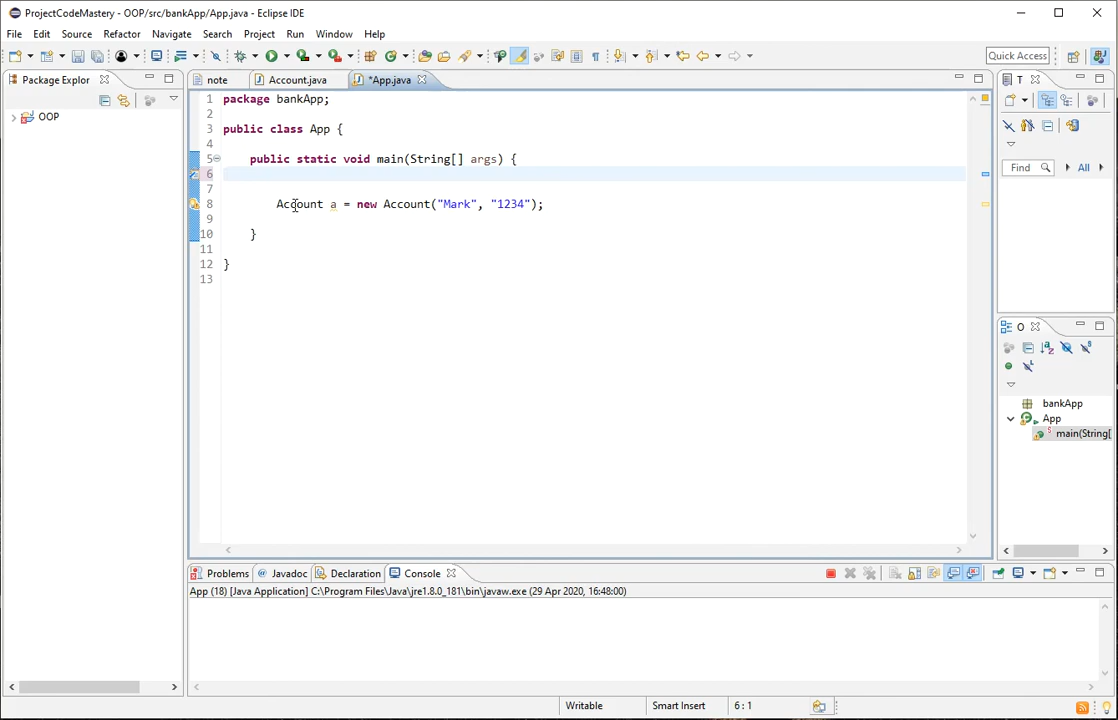 ProjectCodeMastery - OOP/src/bankApp/App.java - Eclipse IDE
File Edit Source Refactor Navigate Search Project Run Window Help
Quick Access
Package Explor
note Account.java *App.java
T
OOP
1 package bankApp;
2
3 public class App {
4
5 public static void main(String[] args) {
6
7
8 Account a = new Account("Mark", "1234");
9
10 }
11
12 }
13
Find All
O
bankApp
App
main(String[
Problems Javadoc Declaration Console
App (18) [Java Application] C:\Program Files\Java\jre1.8.0_181\bin\javaw.exe (29 Apr 2020, 16:48:00)
Writable Smart Insert 6 : 1